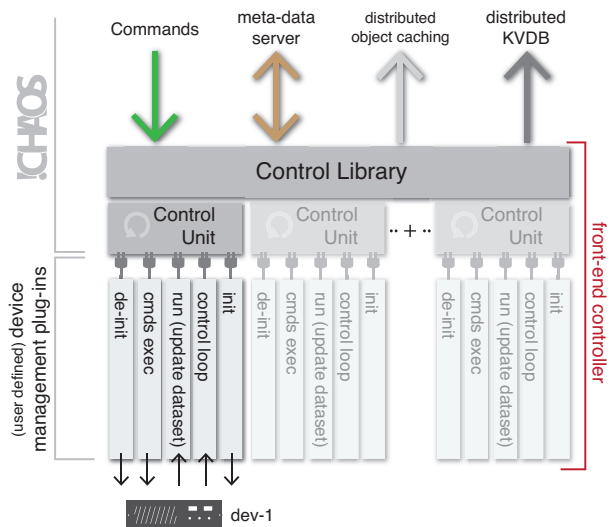 Commands
meta-data
server
distributed
object caching
distributed
KVDB
!CHAOS
Control Library
Control
Unit
Control
Unit
·· + ··
Control
Unit
de-init
cmds exec
run (update dataset)
control loop
init
de-init
cmds exec
run (update dataset)
control loop
init
de-init
cmds exec
run (update dataset)
control loop
init
(user defined) device
management plug-ins
front-end controller
dev-1